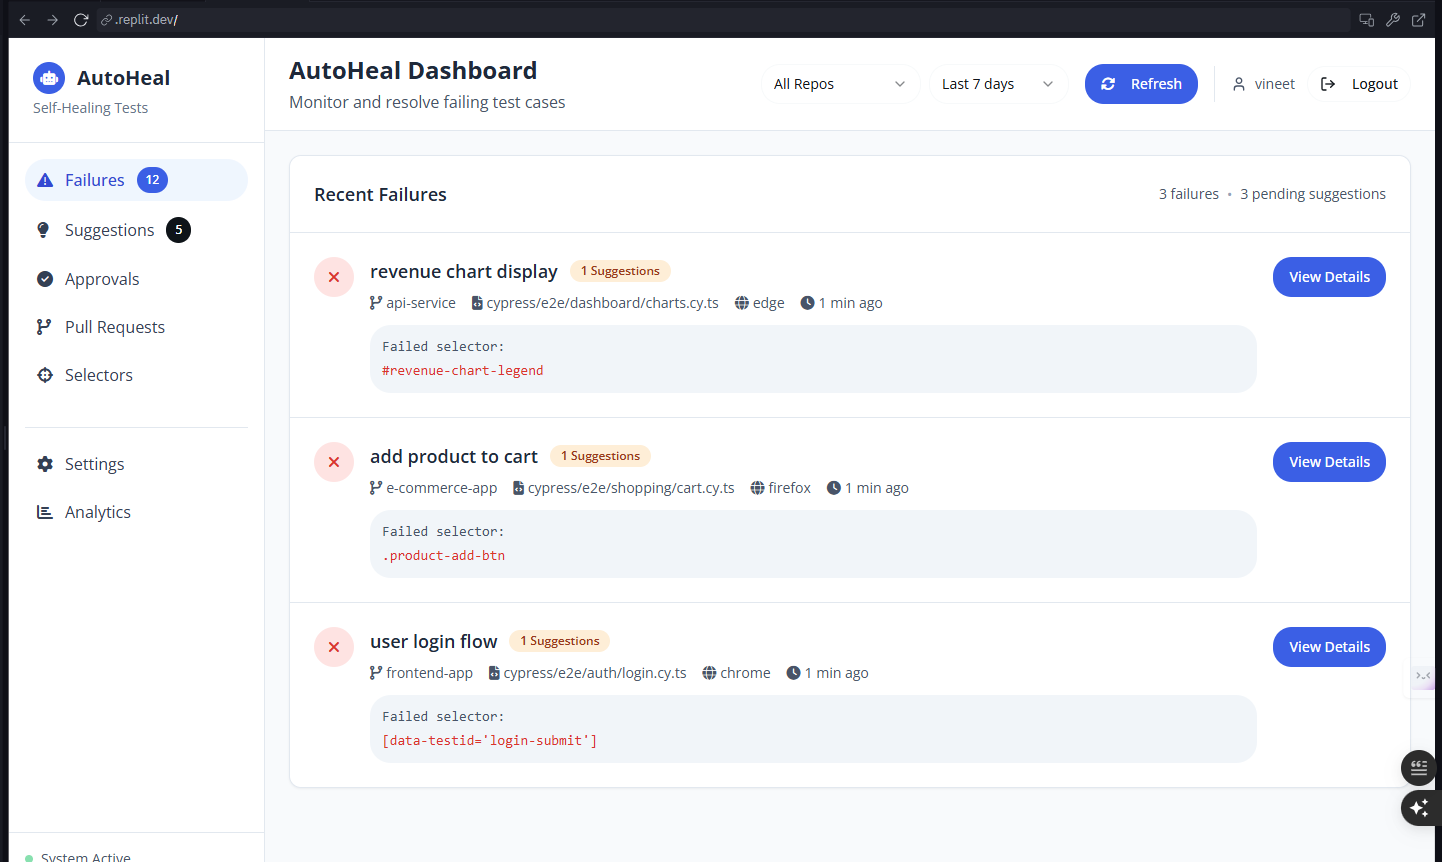 .replit.dev/
AutoHeal
Self-Healing Tests
Failures 12
Suggestions 5
Approvals
Pull Requests
Selectors
Settings
Analytics
System Active
AutoHeal Dashboard
Monitor and resolve failing test cases
All Repos
Last 7 days
Refresh
vineet
Logout
Recent Failures
3 failures • 3 pending suggestions
revenue chart display 1 Suggestions
View Details
api-service cypress/e2e/dashboard/charts.cy.ts edge 1 min ago
Failed selector:
#revenue-chart-legend
add product to cart 1 Suggestions
View Details
e-commerce-app cypress/e2e/shopping/cart.cy.ts firefox 1 min ago
Failed selector:
.product-add-btn
user login flow 1 Suggestions
View Details
frontend-app cypress/e2e/auth/login.cy.ts chrome 1 min ago
Failed selector:
[data-testid='login-submit']